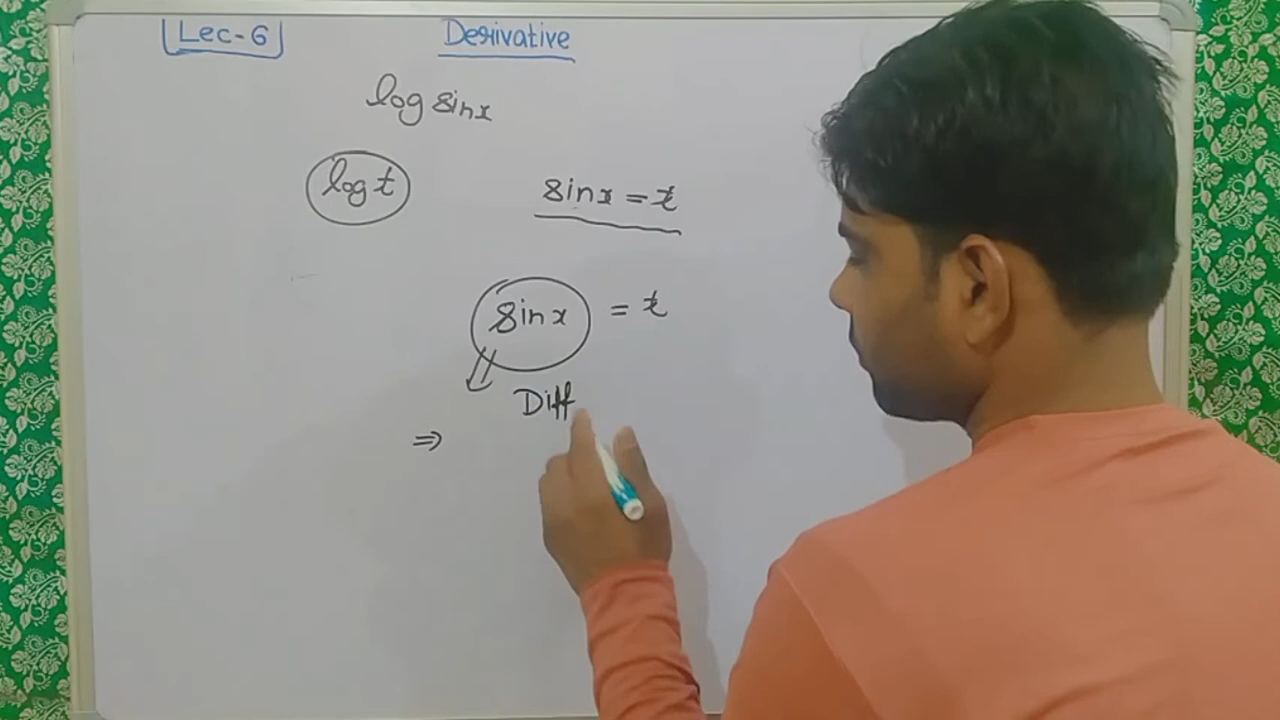 Lec-6
Derivative
log sinx
log t
sinx = t
sinx = t
Diff
⇒